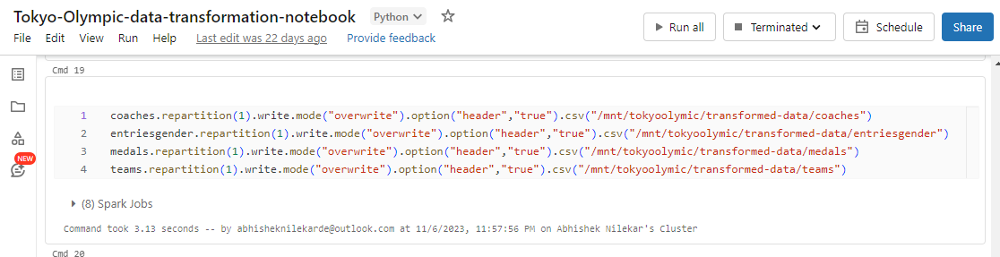 Tokyo-Olympic-data-transformation-notebook Python
File Edit View Run Help Last edit was 22 days ago Provide feedback
Run all Terminated Schedule Share
Cmd 19
1 coaches.repartition(1).write.mode("overwrite").option("header","true").csv("/mnt/tokyoolymic/transformed-data/coaches")
2 entriesgender.repartition(1).write.mode("overwrite").option("header","true").csv("/mnt/tokyoolymic/transformed-data/entriesgender")
3 medals.repartition(1).write.mode("overwrite").option("header","true").csv("/mnt/tokyoolymic/transformed-data/medals")
4 teams.repartition(1).write.mode("overwrite").option("header","true").csv("/mnt/tokyoolymic/transformed-data/teams")
NEW
(8) Spark Jobs
Command took 3.13 seconds -- by abhisheknilekarde@outlook.com at 11/6/2023, 11:57:56 PM on Abhishek Nilekar's Cluster
Cmd 20